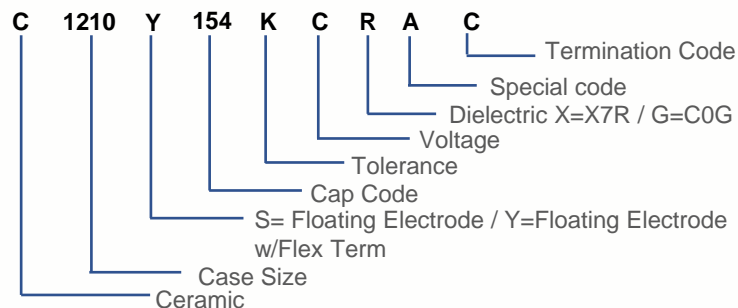 C 1210 Y 154 K C R A C
Termination Code
Special code
Dielectric X=X7R / G=C0G
Voltage
Tolerance
Cap Code
S= Floating Electrode / Y=Floating Electrode
w/Flex Term
Case Size
Ceramic